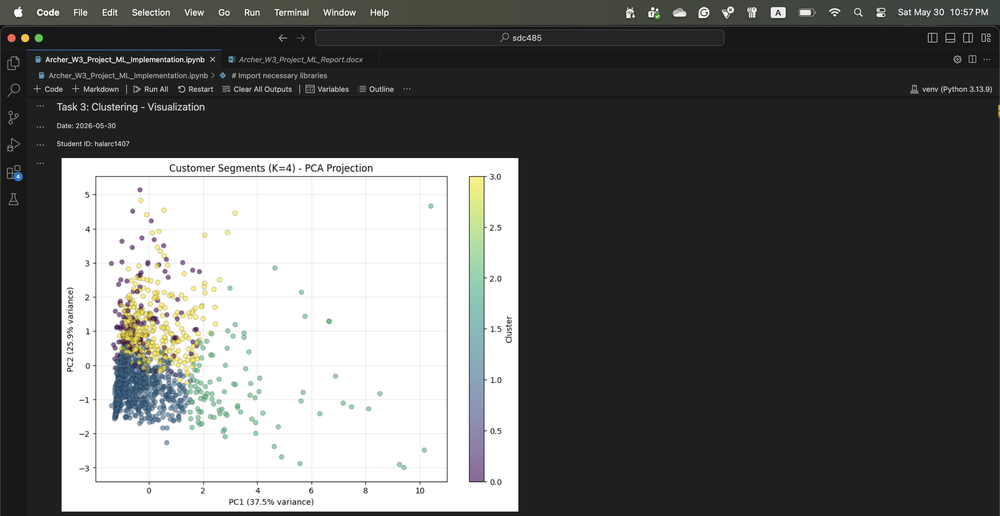 Code File Edit Selection View Go Run Terminal Window Help A Sat May 30 10:57 PM
sdc485
Archer_W3_Project_ML_Implementation.ipynb Archer_W3_Project_ML_Report.docx
Archer_W3_Project_ML_Implementation.ipynb > # Import necessary libraries
+ Code + Markdown | Run All Restart Clear All Outputs | Variables Outline ... venv (Python 3.13.9)
4
Task 3: Clustering - Visualization
Date: 2026-05-30
Student ID: halarc1407
Customer Segments (K=4) - PCA Projection
PC2 (25.9% variance)
5
4
3
2
1
0
−1
−2
−3
0 2 4 6 8 10
PC1 (37.5% variance)
3.0
2.5
2.0
1.5
1.0
0.5
0.0
Cluster